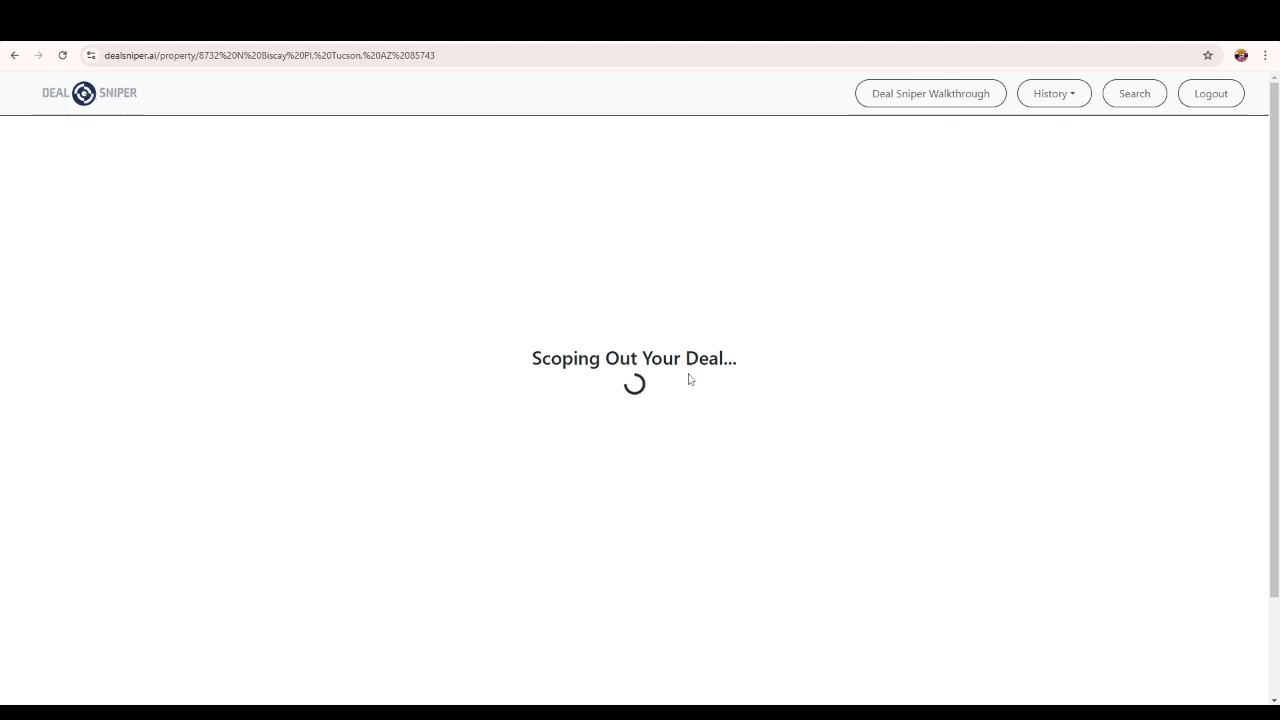 dealsniper.ai/property/8732%20N%20Biscay%20Pl,%20Tucson,%20AZ%2085743
DEAL SNIPER
Deal Sniper Walkthrough
History
Search
Logout
Scoping Out Your Deal...